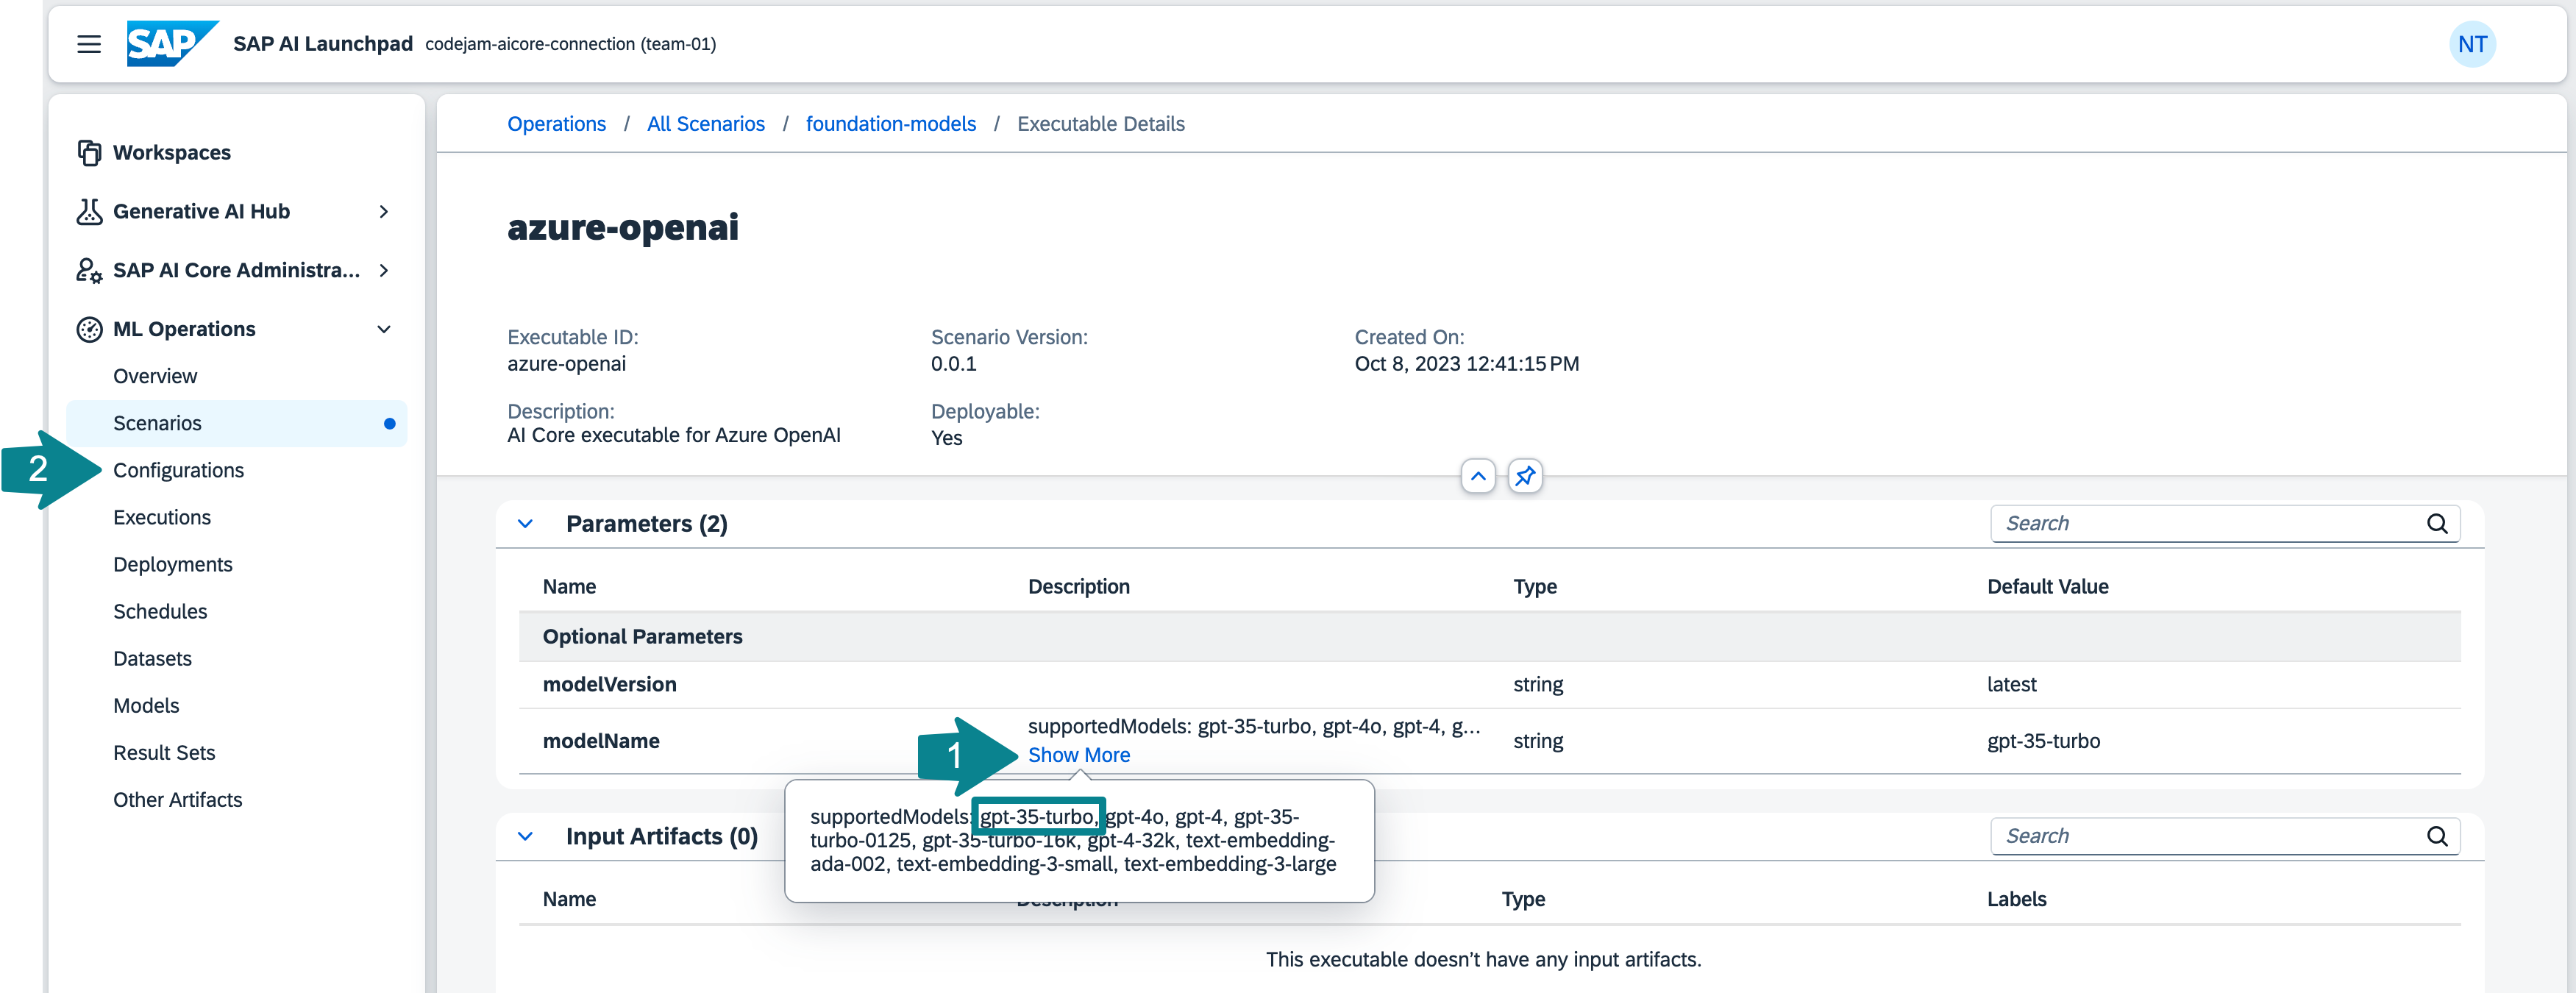 SAP SAP AI Launchpad codejam-aicore-connection (team-01) NT
Workspaces
Generative AI Hub
SAP AI Core Administra...
ML Operations
Overview
Scenarios
2 Configurations
Executions
Deployments
Schedules
Datasets
Models
Result Sets
Other Artifacts
Operations / All Scenarios / foundation-models / Executable Details
azure-openai
Executable ID: Scenario Version: Created On:
azure-openai 0.0.1 Oct 8, 2023 12:41:15 PM
Description: Deployable:
AI Core executable for Azure OpenAI Yes
Parameters (2) Search
Name Description Type Default Value
Optional Parameters
modelVersion string latest
modelName supportedModels: gpt-35-turbo, gpt-4o, gpt-4, g... string gpt-35-turbo
1 Show More
supportedModels: gpt-35-turbo, gpt-4o, gpt-4, gpt-35-
turbo-0125, gpt-35-turbo-16k, gpt-4-32k, text-embedding-
ada-002, text-embedding-3-small, text-embedding-3-large
Input Artifacts (0) Search
Name Description Type Labels
This executable doesn't have any input artifacts.